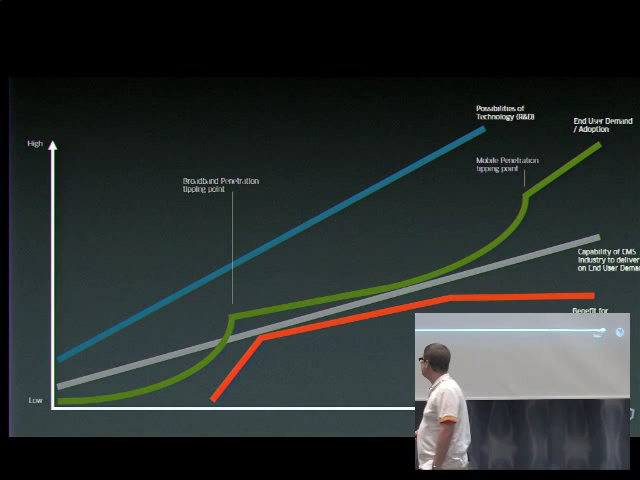 Possibilities of
Technology (R&D)
End User Demand
/ Adoption
High
Mobile Penetration
tipping point
Broadband Penetration
tipping point
Capability of CMS
Industry to deliver
on End User
Benefit for
Low